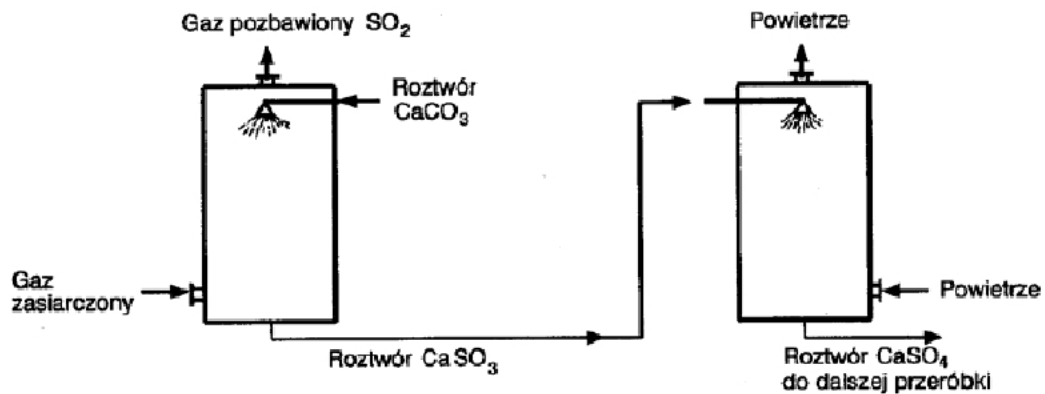 Gaz pozbawiony SO₂
Roztwór
CaCO₃
Gaz
zasiarczony
Roztwór CaSO₃
Powietrze
Powietrze
Roztwór CaSO₄
do dalszej przeróbki